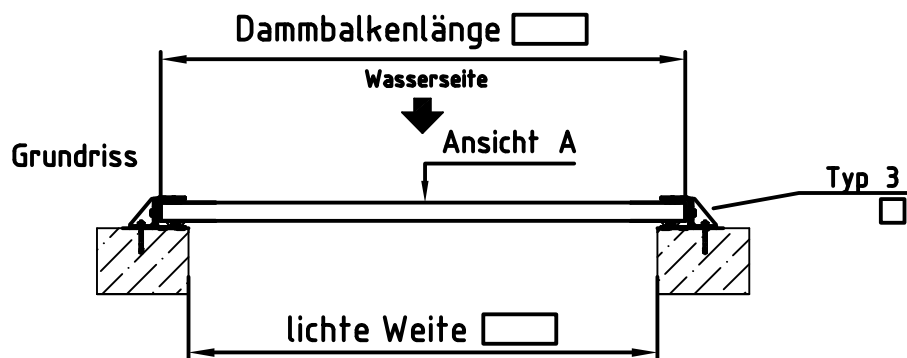 Dammbalkenlänge
Wasserseite
Ansicht A
Grundriss
Typ 3
lichte Weite